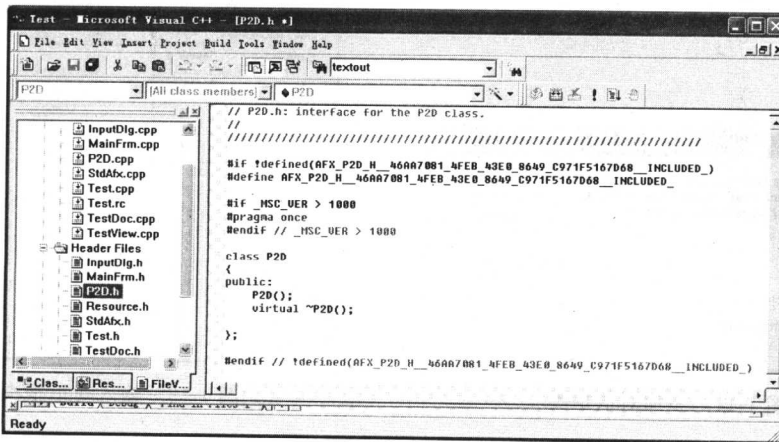 Test - Microsoft Visual C++ - [P2D.h *]
File Edit View Insert Project Build Tools Window Help
textout
P2D [All class members] P2D
InputDlg.cpp
MainFrm.cpp
P2D.cpp
StdAfx.cpp
Test.cpp
Test.rc
TestDoc.cpp
TestView.cpp
Header Files
InputDlg.h
MainFrm.h
P2D.h
Resource.h
StdAfx.h
Test.h
TestDoc.h
Clas... Res... FileV...
// P2D.h: interface for the P2D class.
//
//////////////////////////////////////////////////////////////////////
#if !defined(AFX_P2D_H__46AA7081_4FEB_43E0_8649_C971F5167D68__INCLUDED_)
#define AFX_P2D_H__46AA7081_4FEB_43E0_8649_C971F5167D68__INCLUDED_
#if _MSC_VER > 1000
#pragma once
#endif // _MSC_VER > 1000
class P2D
{
public:
P2D();
virtual ~P2D();
};
#endif // !defined(AFX_P2D_H__46AA7081_4FEB_43E0_8649_C971F5167D68__INCLUDED_)
Ready